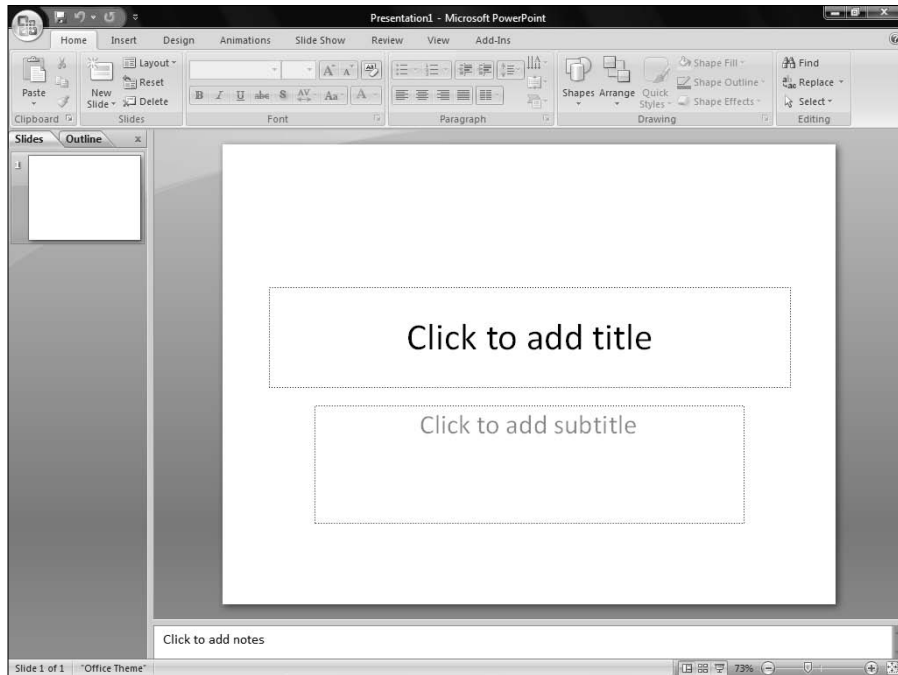 Presentation1 - Microsoft PowerPoint
Home Insert Design Animations Slide Show Review View Add-Ins
Paste
New Slide
Layout
Reset
Delete
B I U abc S AV Aa A
Shapes Arrange Quick Styles
Shape Fill
Shape Outline
Shape Effects
Find
Replace
Select
Clipboard Slides Font Paragraph Drawing Editing
Slides Outline x
1
Click to add title
Click to add subtitle
Click to add notes
Slide 1 of 1 "Office Theme" 73%